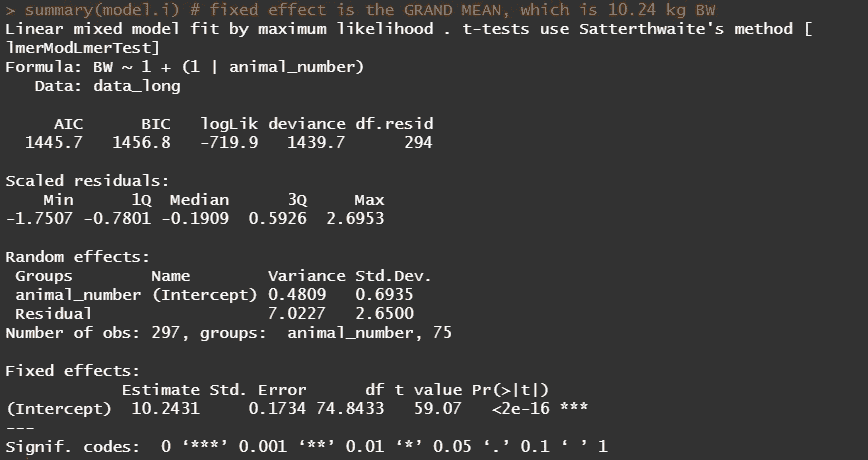 > summary(model.i) # fixed effect is the GRAND MEAN, which is 10.24 kg BW
Linear mixed model fit by maximum likelihood . t-tests use Satterthwaite's method [
lmerModLmerTest]
Formula: BW ~ 1 + (1 | animal_number)
   Data: data_long

     AIC      BIC   logLik deviance df.resid
  1445.7   1456.8   -719.9   1439.7      294

Scaled residuals:
    Min      1Q  Median      3Q     Max
-1.7507 -0.7801 -0.1909  0.5926  2.6953

Random effects:
 Groups        Name        Variance Std.Dev.
 animal_number (Intercept) 0.4809   0.6935
 Residual                  7.0227   2.6500
Number of obs: 297, groups:  animal_number, 75

Fixed effects:
            Estimate Std. Error      df t value Pr(>|t|)
(Intercept)  10.2431     0.1734 74.8433   59.07   <2e-16 ***
---
Signif. codes:  0 ‘***’ 0.001 ‘**’ 0.01 ‘*’ 0.05 ‘.’ 0.1 ‘ ’ 1